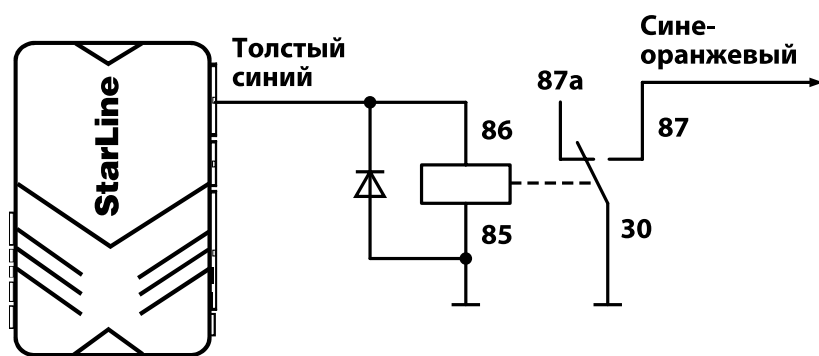 StarLine
Толстый
синий
86
85
87a
30
87
Сине-
оранжевый